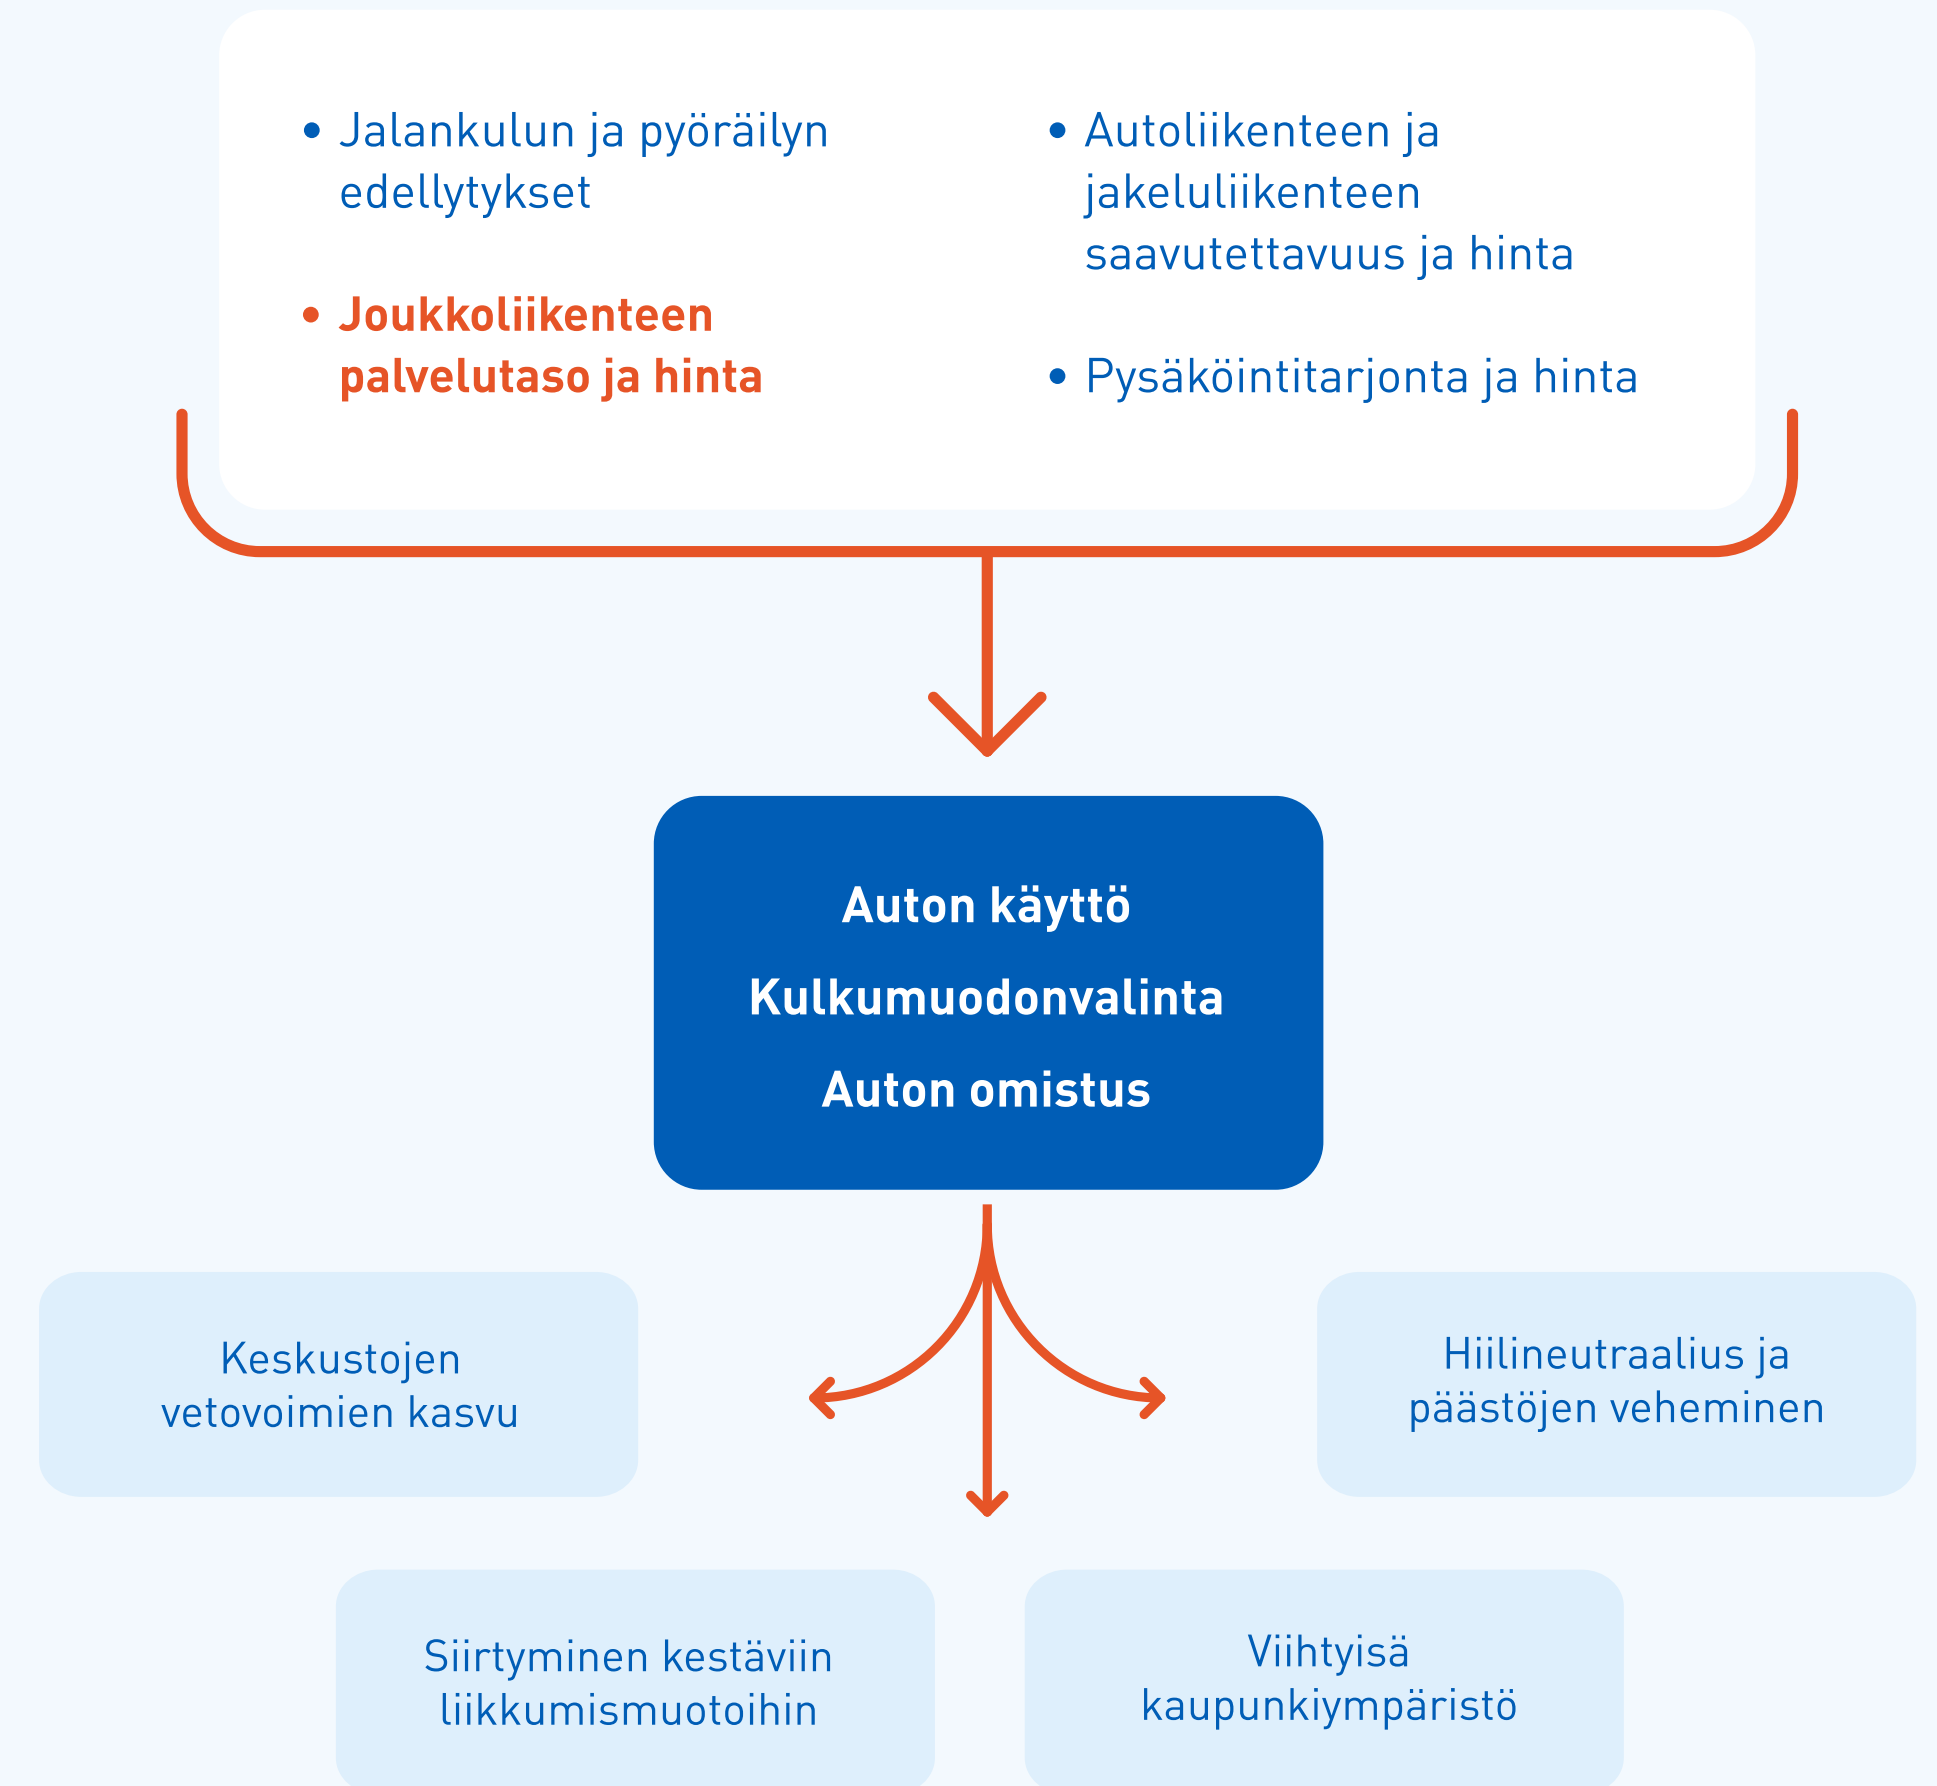 • Jalankulun ja pyöräilyn
edellytykset
• Joukkoliikenteen
palvelutaso ja hinta
• Autoliikenteen ja
jakeluliikenteen
saavutettavuus ja hinta
• Pysäköintitarjonta ja hinta
Auton käyttö
Kulkumuodonvalinta
Auton omistus
Keskustojen
vetovoimien kasvu
Hiilineutraalius ja
päästöjen veheminen
Siirtyminen kestäviin
liikkumismuotoihin
Viihtyisä
kaupunkiympäristö